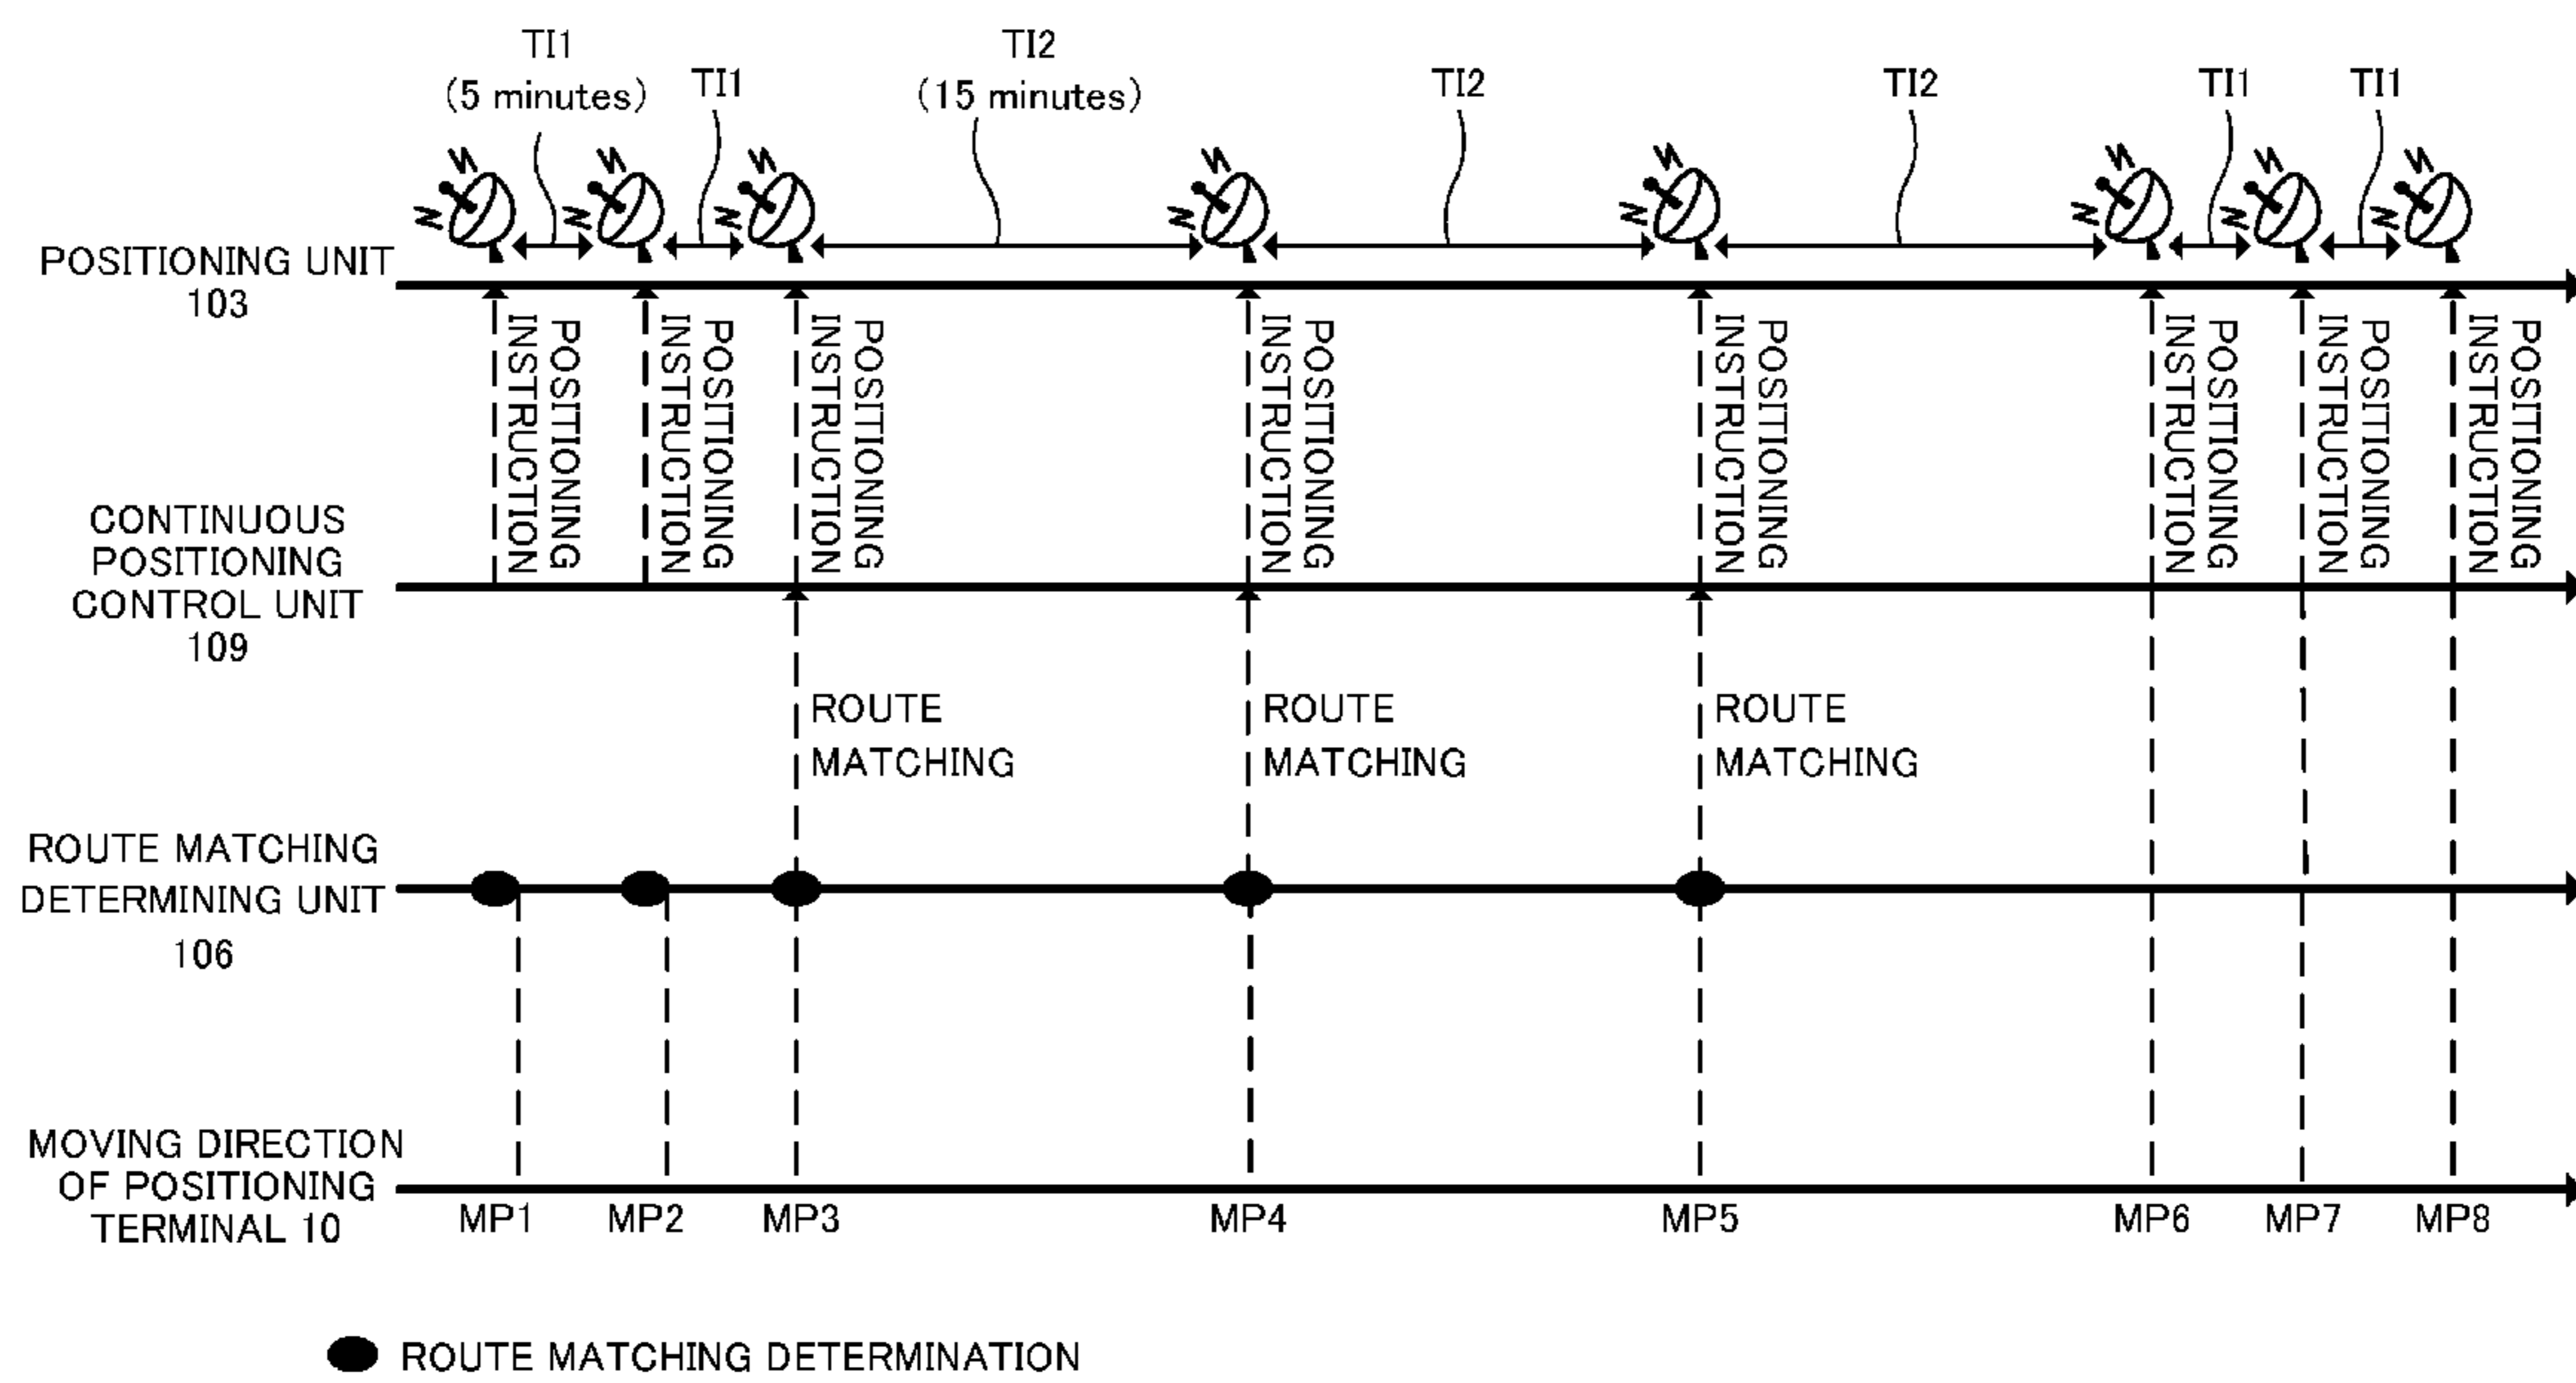 TI1
(5 minutes)
TI1
TI2
(15 minutes)
TI2
TI2
TI1
TI1
POSITIONING UNIT
103
POSITIONING
INSTRUCTION
POSITIONING
INSTRUCTION
POSITIONING
INSTRUCTION
POSITIONING
INSTRUCTION
POSITIONING
INSTRUCTION
POSITIONING
INSTRUCTION
POSITIONING
INSTRUCTION
POSITIONING
INSTRUCTION
CONTINUOUS
POSITIONING
CONTROL UNIT
109
ROUTE
MATCHING
ROUTE
MATCHING
ROUTE
MATCHING
ROUTE MATCHING
DETERMINING UNIT
106
MOVING DIRECTION
OF POSITIONING
TERMINAL 10
MP1
MP2
MP3
MP4
MP5
MP6
MP7
MP8
ROUTE MATCHING DETERMINATION